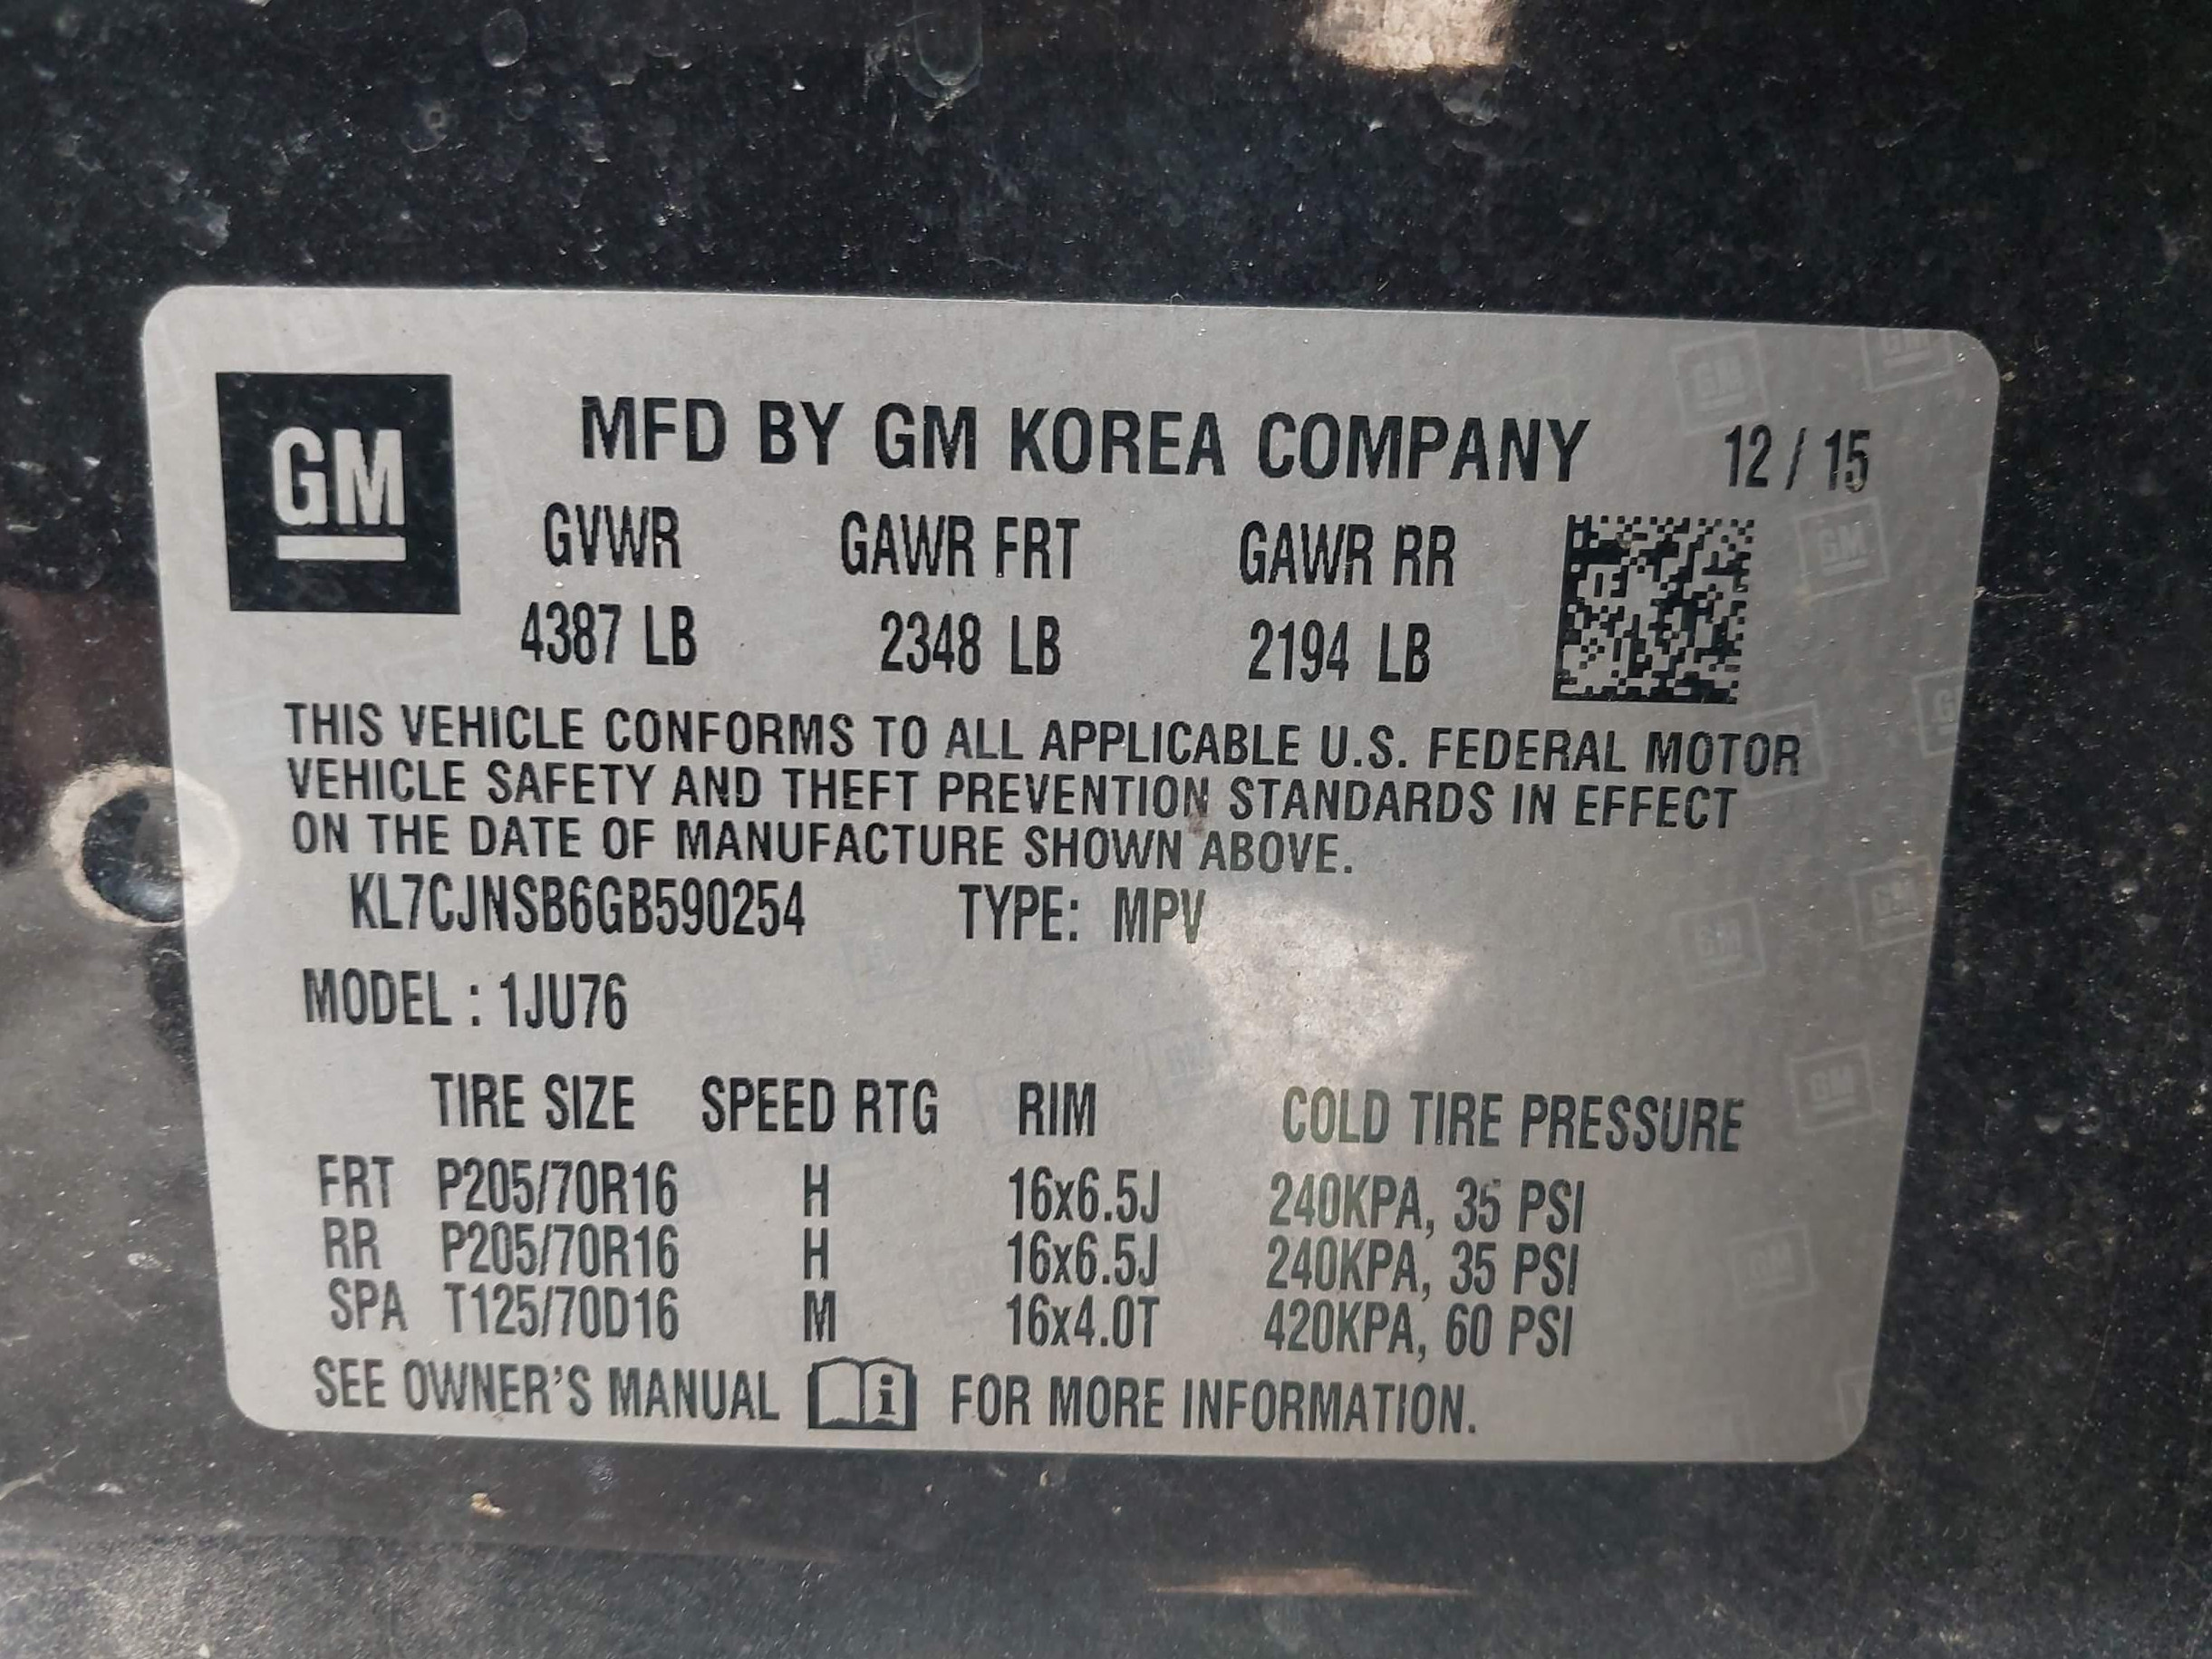 GM
MFD BY GM KOREA COMPANY 12 / 15
GVWR GAWR FRT GAWR RR
4387 LB 2348 LB 2194 LB
THIS VEHICLE CONFORMS TO ALL APPLICABLE U.S. FEDERAL MOTOR
VEHICLE SAFETY AND THEFT PREVENTION STANDARDS IN EFFECT
ON THE DATE OF MANUFACTURE SHOWN ABOVE.
KL7CJNSB6GB590254 TYPE: MPV
MODEL : 1JU76
TIRE SIZE SPEED RTG RIM COLD TIRE PRESSURE
FRT P205/70R16 H 16x6.5J 240KPA, 35 PSI
RR P205/70R16 H 16x6.5J 240KPA, 35 PSI
SPA T125/70D16 M 16x4.0T 420KPA, 60 PSI
SEE OWNER'S MANUAL i FOR MORE INFORMATION.